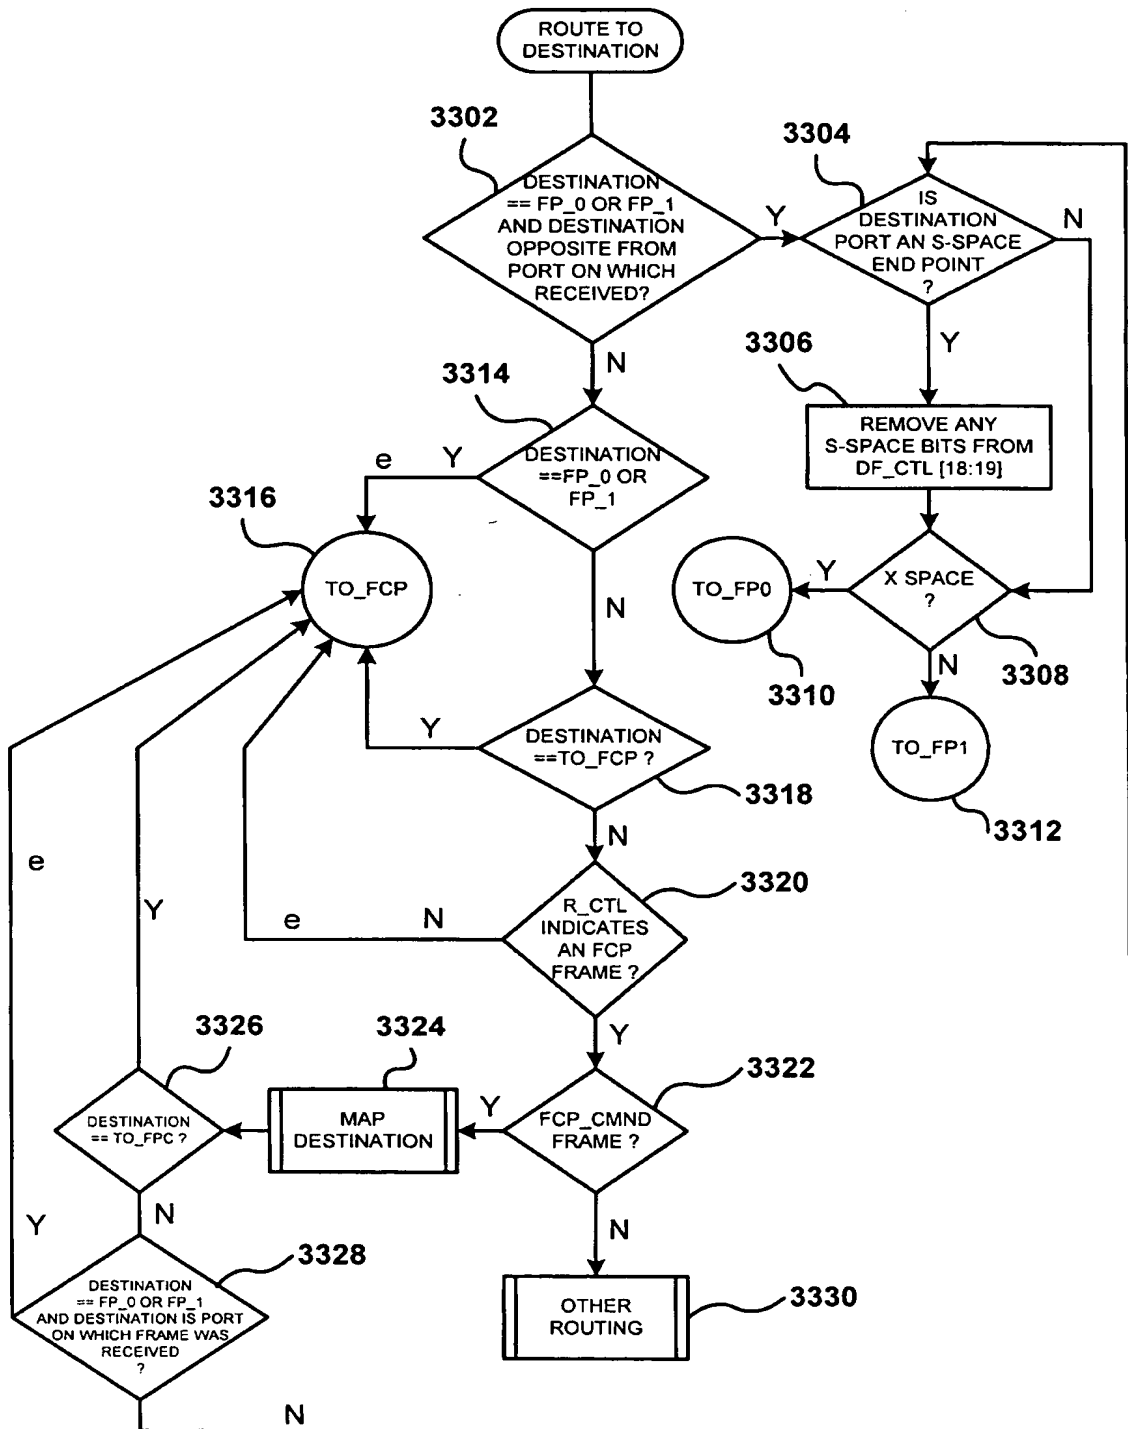 ROUTE TO
DESTINATION
3302
DESTINATION
== FP_0 OR FP_1
AND DESTINATION
OPPOSITE FROM
PORT ON WHICH
RECEIVED?
Y
N
3304
IS
DESTINATION
PORT AN S-SPACE
END POINT
?
N
Y
3306
REMOVE ANY
S-SPACE BITS FROM
DF_CTL [18:19]
X SPACE
?
Y
N
3308
TO_FP0
3310
TO_FP1
3312
3314
DESTINATION
==FP_0 OR
FP_1
Y
e
N
3316
TO_FCP
DESTINATION
==TO_FCP ?
Y
3318
N
3320
R_CTL
INDICATES
AN FCP
FRAME ?
N
e
Y
3322
FCP_CMND
FRAME ?
Y
N
3324
MAP
DESTINATION
3326
DESTINATION
== TO_FPC ?
Y
N
3328
DESTINATION
== FP_0 OR FP_1
AND DESTINATION IS PORT
ON WHICH FRAME WAS
RECEIVED
?
Y
e
N
OTHER
ROUTING
3330